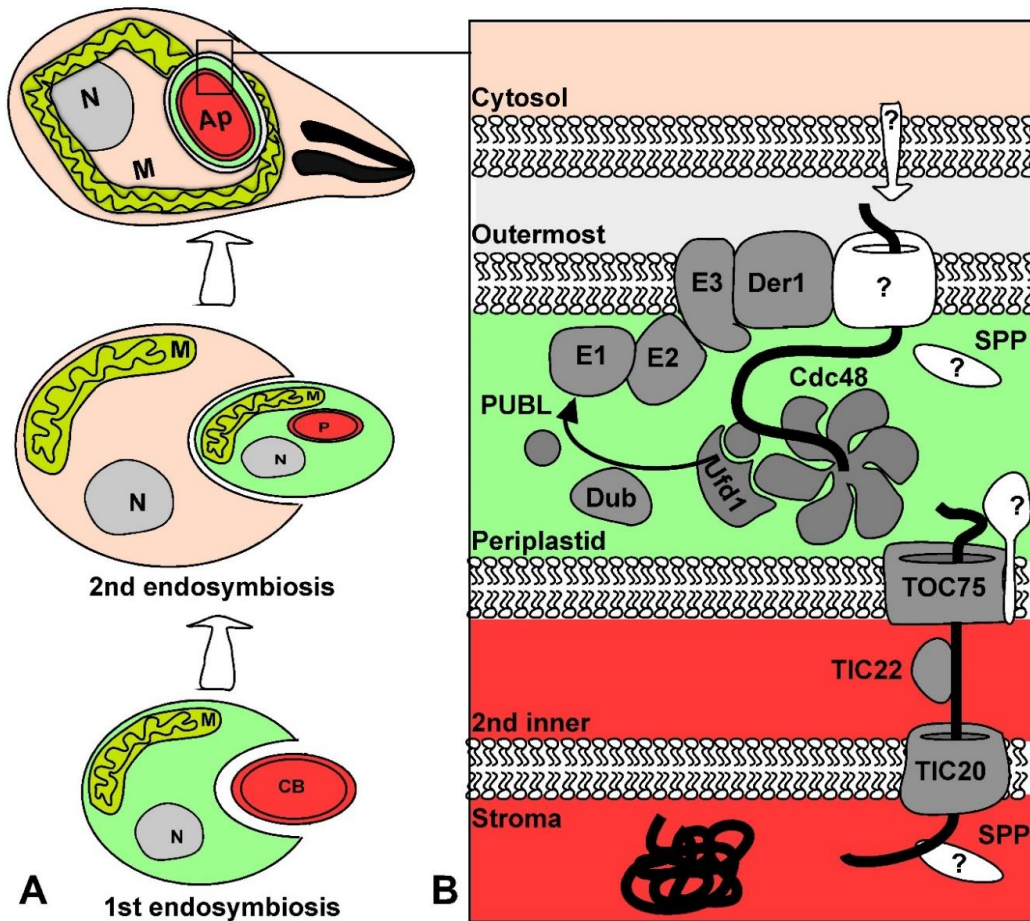 N
Ap
M
M
N
M
P
N
2nd endosymbiosis
M
N
CB
1st endosymbiosis
A
Cytosol
?
Outermost
E3
Der1
?
SPP
?
E1
E2
Cdc48
PUBL
Ufd1
Dub
?
Periplastid
TOC75
TIC22
2nd inner
TIC20
Stroma
SPP
?
B